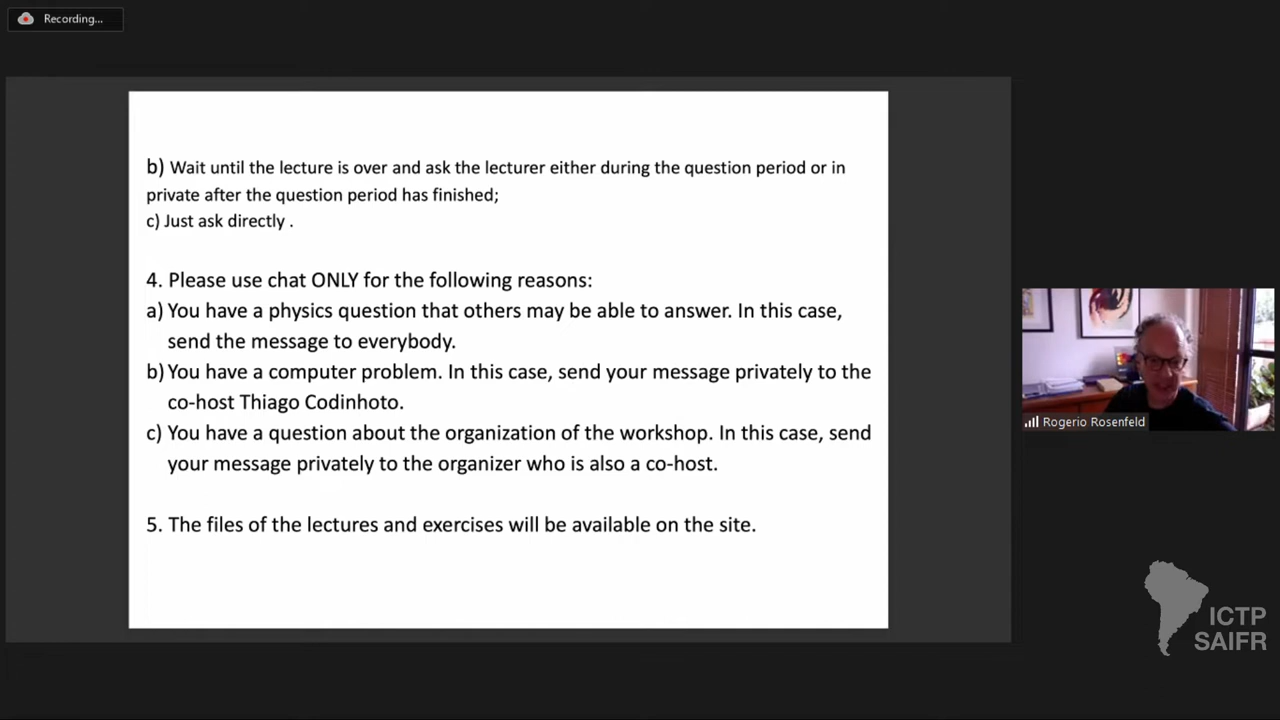 Recording...
b) Wait until the lecture is over and ask the lecturer either during the question period or in
private after the question period has finished;
c) Just ask directly .
4. Please use chat ONLY for the following reasons:
a) You have a physics question that others may be able to answer. In this case,
send the message to everybody.
b) You have a computer problem. In this case, send your message privately to the
co-host Thiago Codinhoto.
c) You have a question about the organization of the workshop. In this case, send
your message privately to the organizer who is also a co-host.
5. The files of the lectures and exercises will be available on the site.
Rogerio Rosenfeld
ICTP
SAIFR